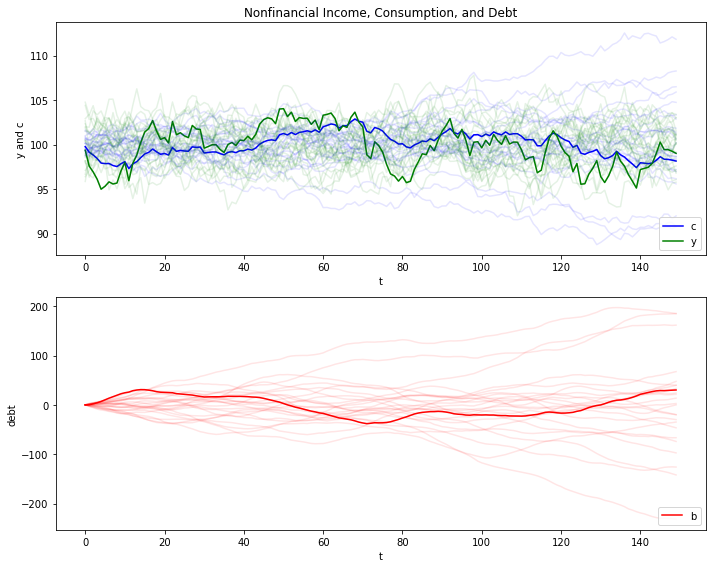 Nonfinancial Income, Consumption, and Debt
y and c
110
105
100
95
90
0 20 40 60 80 100 120 140
t
c
y
debt
200
100
0
−100
−200
0 20 40 60 80 100 120 140
t
b